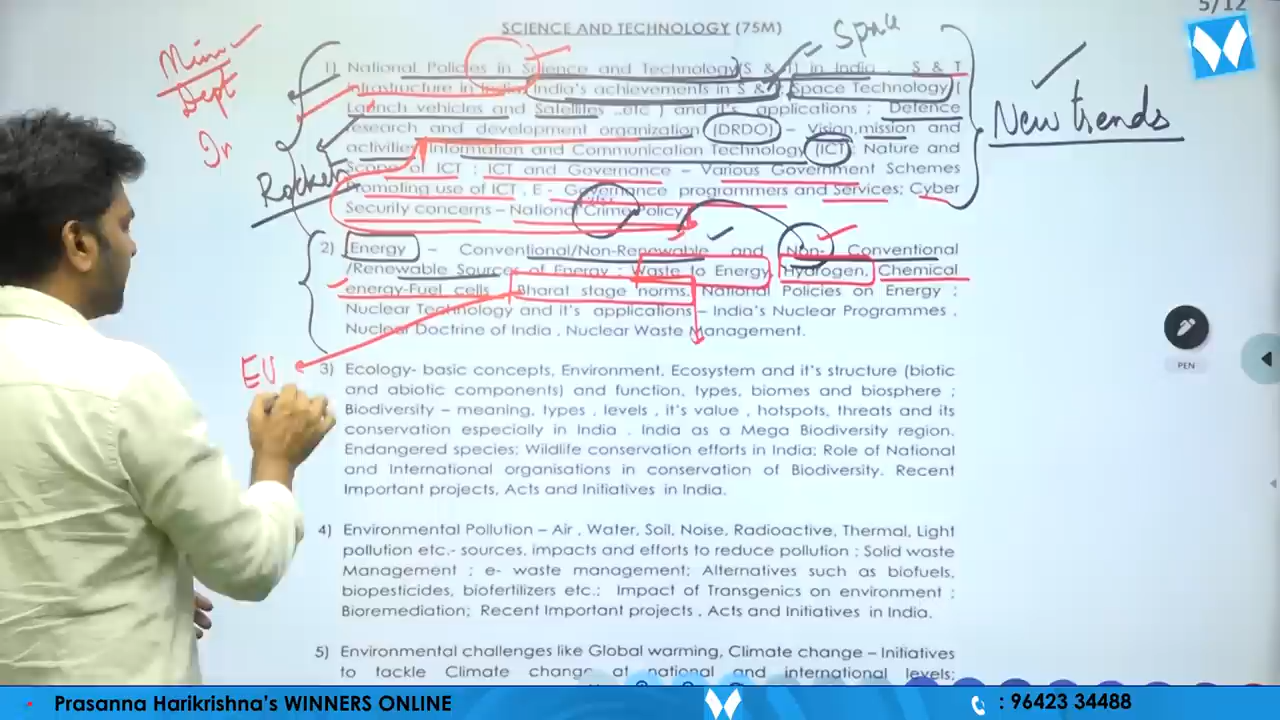 5/12
SCIENCE AND TECHNOLOGY (75M)
Space
Dept
1) National Policies in Science and Technology(S & T) in India . S & T
infrastructure in India India's achievements in S & T; Space Technology (
Launch vehicles and Satellites ..etc ) and it's applications ; Defence
research and development organization (DRDO) – Vision,mission and
activities; Information and Communication Technology (ICT); Nature and
Scope of ICT ; ICT and Governance – Various Government Schemes
Promoting use of ICT , E - Governance programmers and Services; Cyber
Security concerns – National Crime Policy
New trends
Rockets
2) Energy – Conventional/Non-Renewable and Non- Conventional
/Renewable Sources of Energy ; Waste to Energy, Hydrogen, Chemical
energy-Fuel cells Bharat stage norms, National Policies on Energy ;
Nuclear Technology and it's applications – India's Nuclear Programmes ,
Nuclear Doctrine of India , Nuclear Waste Management.
PEN
EV
3) Ecology- basic concepts, Environment, Ecosystem and it's structure (biotic
and abiotic components) and function, types, biomes and biosphere ;
Biodiversity – meaning, types , levels , it's value , hotspots, threats and its
conservation especially in India . India as a Mega Biodiversity region.
Endangered species; Wildlife conservation efforts in India; Role of National
and International organisations in conservation of Biodiversity. Recent
Important projects, Acts and Initiatives in India.
4) Environmental Pollution – Air , Water, Soil, Noise, Radioactive, Thermal, Light
pollution etc.- sources, impacts and efforts to reduce pollution ; Solid waste
Management ; e- waste management; Alternatives such as biofuels,
biopesticides, biofertilizers etc.; Impact of Transgenics on environment ;
Bioremediation; Recent Important projects , Acts and Initiatives in India.
5) Environmental challenges like Global warming, Climate change – Initiatives
to tackle Climate change at national and international levels;
Prasanna Harikrishna's WINNERS ONLINE
: 96423 34488